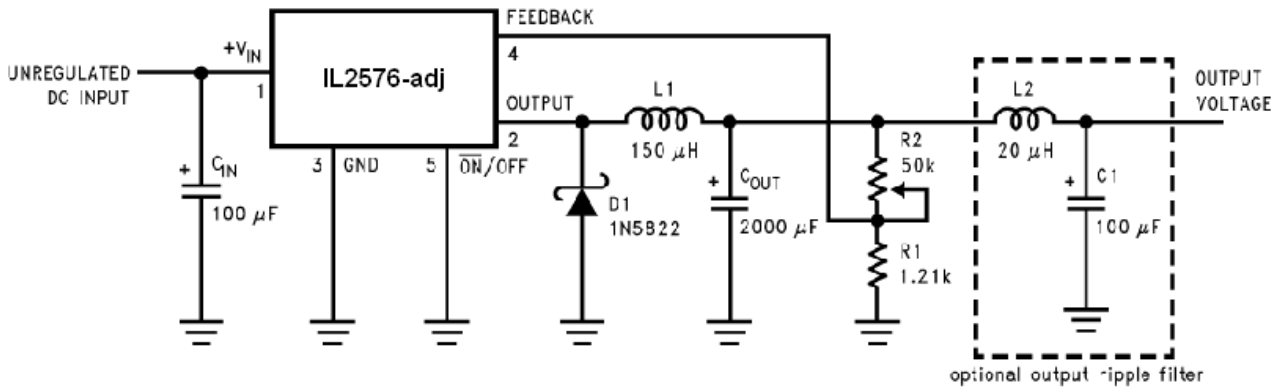 FEEDBACK
4
+VIN
UNREGULATED
DC INPUT
1
IL2576-adj
OUTPUT
2
L1
150 μH
L2
20 μH
OUTPUT
VOLTAGE
3
GND
5
ON/OFF
+
CIN
100 μF
D1
1N5822
+
COUT
2000 μF
R2
50k
R1
1.21k
+
C1
100 μF
optional output ripple filter